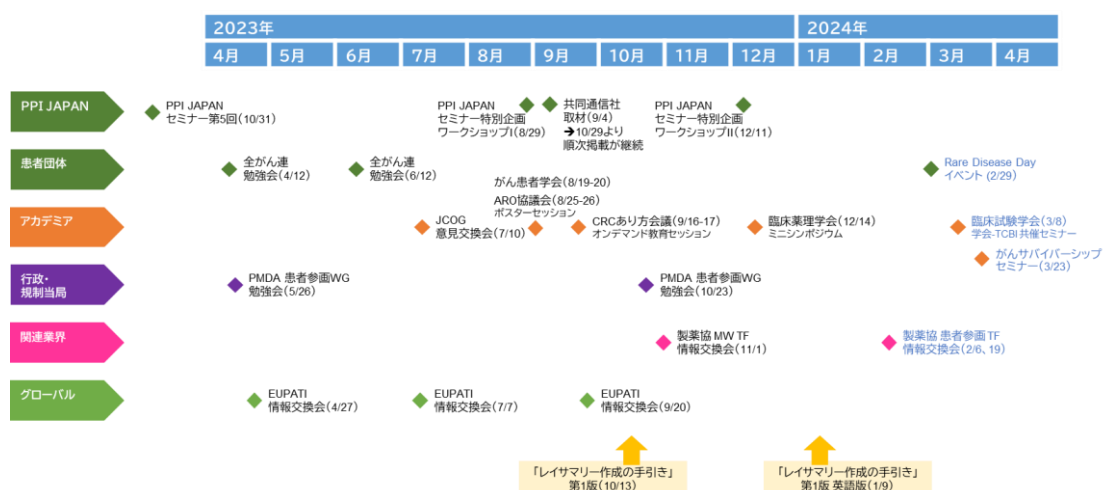 2023年
2024年
4月
5月
6月
7月
8月
9月
10月
11月
12月
1月
2月
3月
4月
PPI JAPAN
PPI JAPAN
セミナー第5回(10/31)
PPI JAPAN
セミナー特別企画
ワークショップI(8/29)
共同通信社
取材(9/4)
➔10/29より
順次掲載が継続
PPI JAPAN
セミナー特別企画
ワークショップII(12/11)
患者団体
全がん連
勉強会(4/12)
全がん連
勉強会(6/12)
Rare Disease Day
イベント (2/29)
アカデミア
がん患者学会(8/19-20)
ARO協議会(8/25-26)
ポスターセッション
JCOG
意見交換会(7/10)
CRCあり方会議(9/16-17)
オンデマンド教育セッション
臨床薬理学会(12/14)
ミニシンポジウム
臨床試験学会(3/8)
学会-TCBI共催セミナー
がんサバイバーシップ
セミナー(3/23)
行政・
規制当局
PMDA 患者参画WG
勉強会(5/26)
PMDA 患者参画WG
勉強会(10/23)
関連業界
製薬協 MW TF
情報交換会(11/1)
製薬協 患者参画 TF
情報交換会(2/6、19)
グローバル
EUPATI
情報交換会(4/27)
EUPATI
情報交換会(7/7)
EUPATI
情報交換会(9/20)
「レイサマリー作成の手引き」
第1版(10/13)
「レイサマリー作成の手引き」
第1版 英語版(1/9)